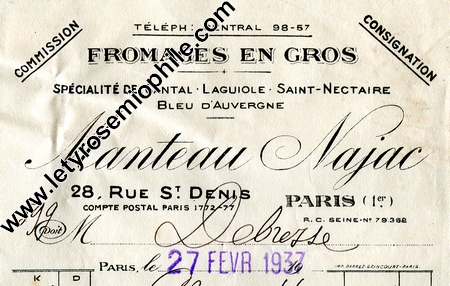 TÉLÉPH: CENTRAL 98-57
COMMISSION
CONSIGNATION
FROMAGES EN GROS
SPÉCIALITÉ DE CANTAL · LAGUIOLE · SAINT-NECTAIRE
BLEU D'AUVERGNE
Manteau Najac
28, RUE ST DENIS
PARIS (1er)
COMPTE POSTAL PARIS 1772-77
R. C. SEINE-No 79.362
M
Doit
Paris, le 27 FEVR 1937
K D
www.letyrosemiophile.com